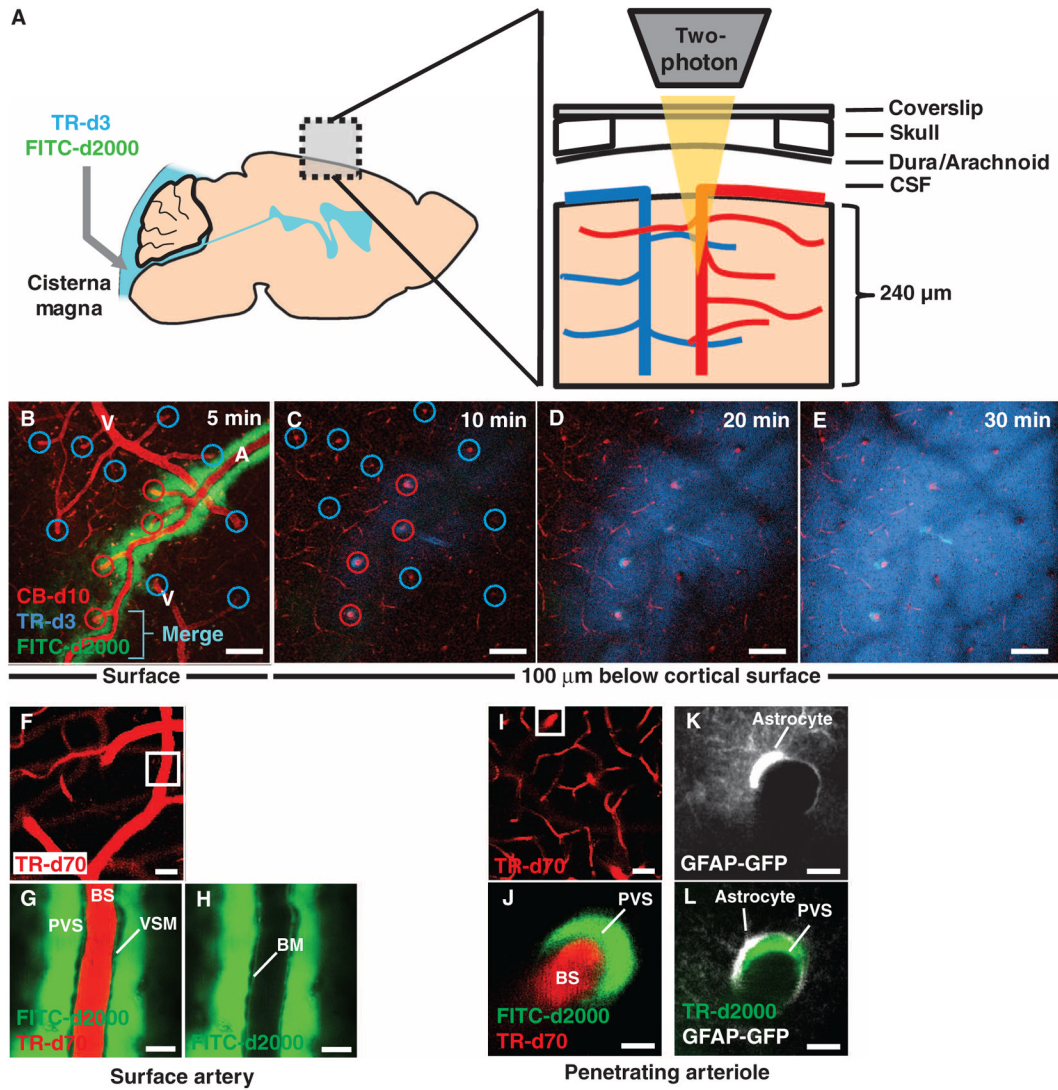 A
TR-d3
FITC-d2000
Cisterna
magna
Two-
photon
Coverslip
Skull
Dura/Arachnoid
CSF
240 µm
B
5 min
V
A
V
CB-d10
TR-d3
FITC-d2000
Merge
C
10 min
D
20 min
E
30 min
Surface
100 µm below cortical surface
F
TR-d70
G
BS
PVS
VSM
FITC-d2000
TR-d70
H
BM
FITC-d2000
Surface artery
I
TR-d70
K
Astrocyte
GFAP-GFP
J
PVS
BS
FITC-d2000
TR-d70
L
Astrocyte
PVS
TR-d2000
GFAP-GFP
Penetrating arteriole